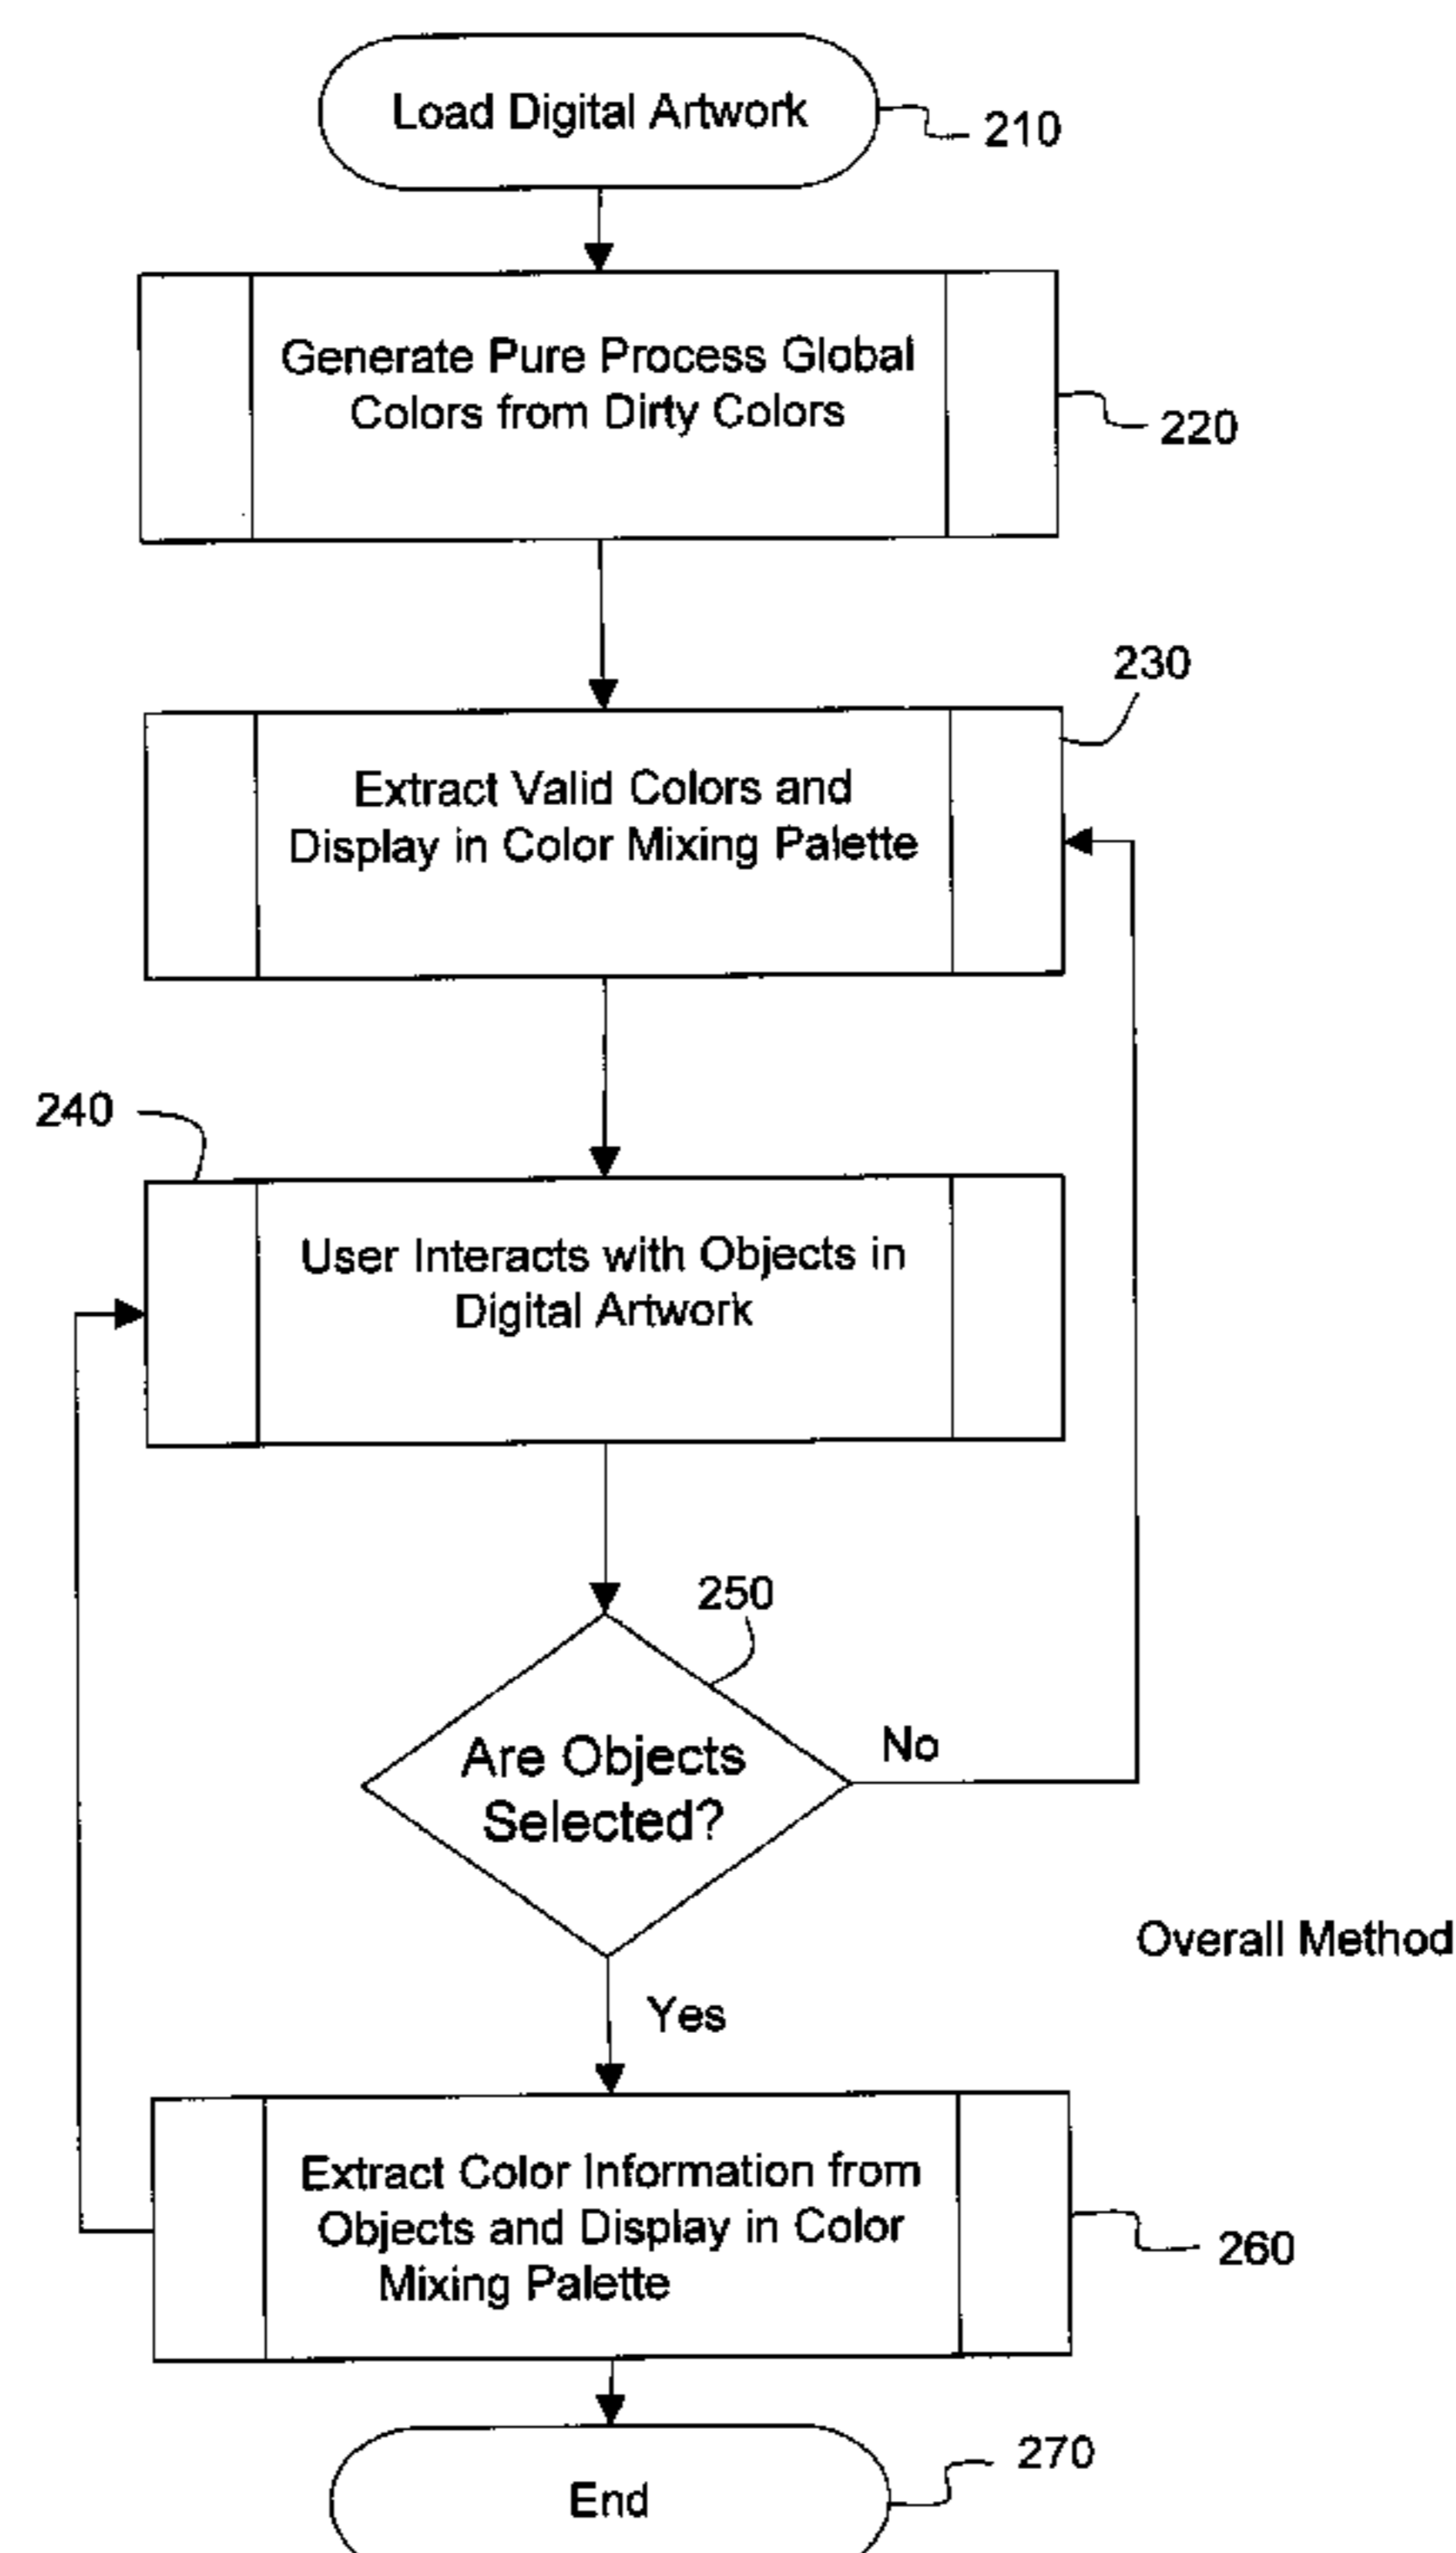 Load Digital Artwork
210
Generate Pure Process Global
Colors from Dirty Colors
220
230
Extract Valid Colors and
Display in Color Mixing Palette
240
User Interacts with Objects in
Digital Artwork
250
Are Objects
Selected?
No
Overall Method
Yes
Extract Color Information from
Objects and Display in Color
Mixing Palette
260
270
End